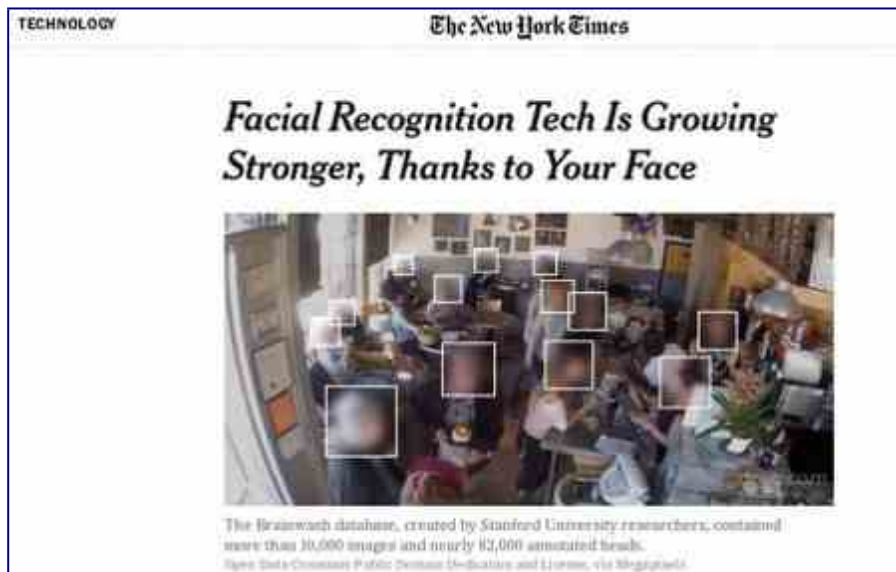 TECHNOLOGY
The New York Times
Facial Recognition Tech Is Growing
Stronger, Thanks to Your Face
The Brainwash database, created by Stanford University researchers, contained
more than 10,000 images and nearly 82,000 annotated heads.
Open Data Commons Public Domain Dedication and License, via Megapixels